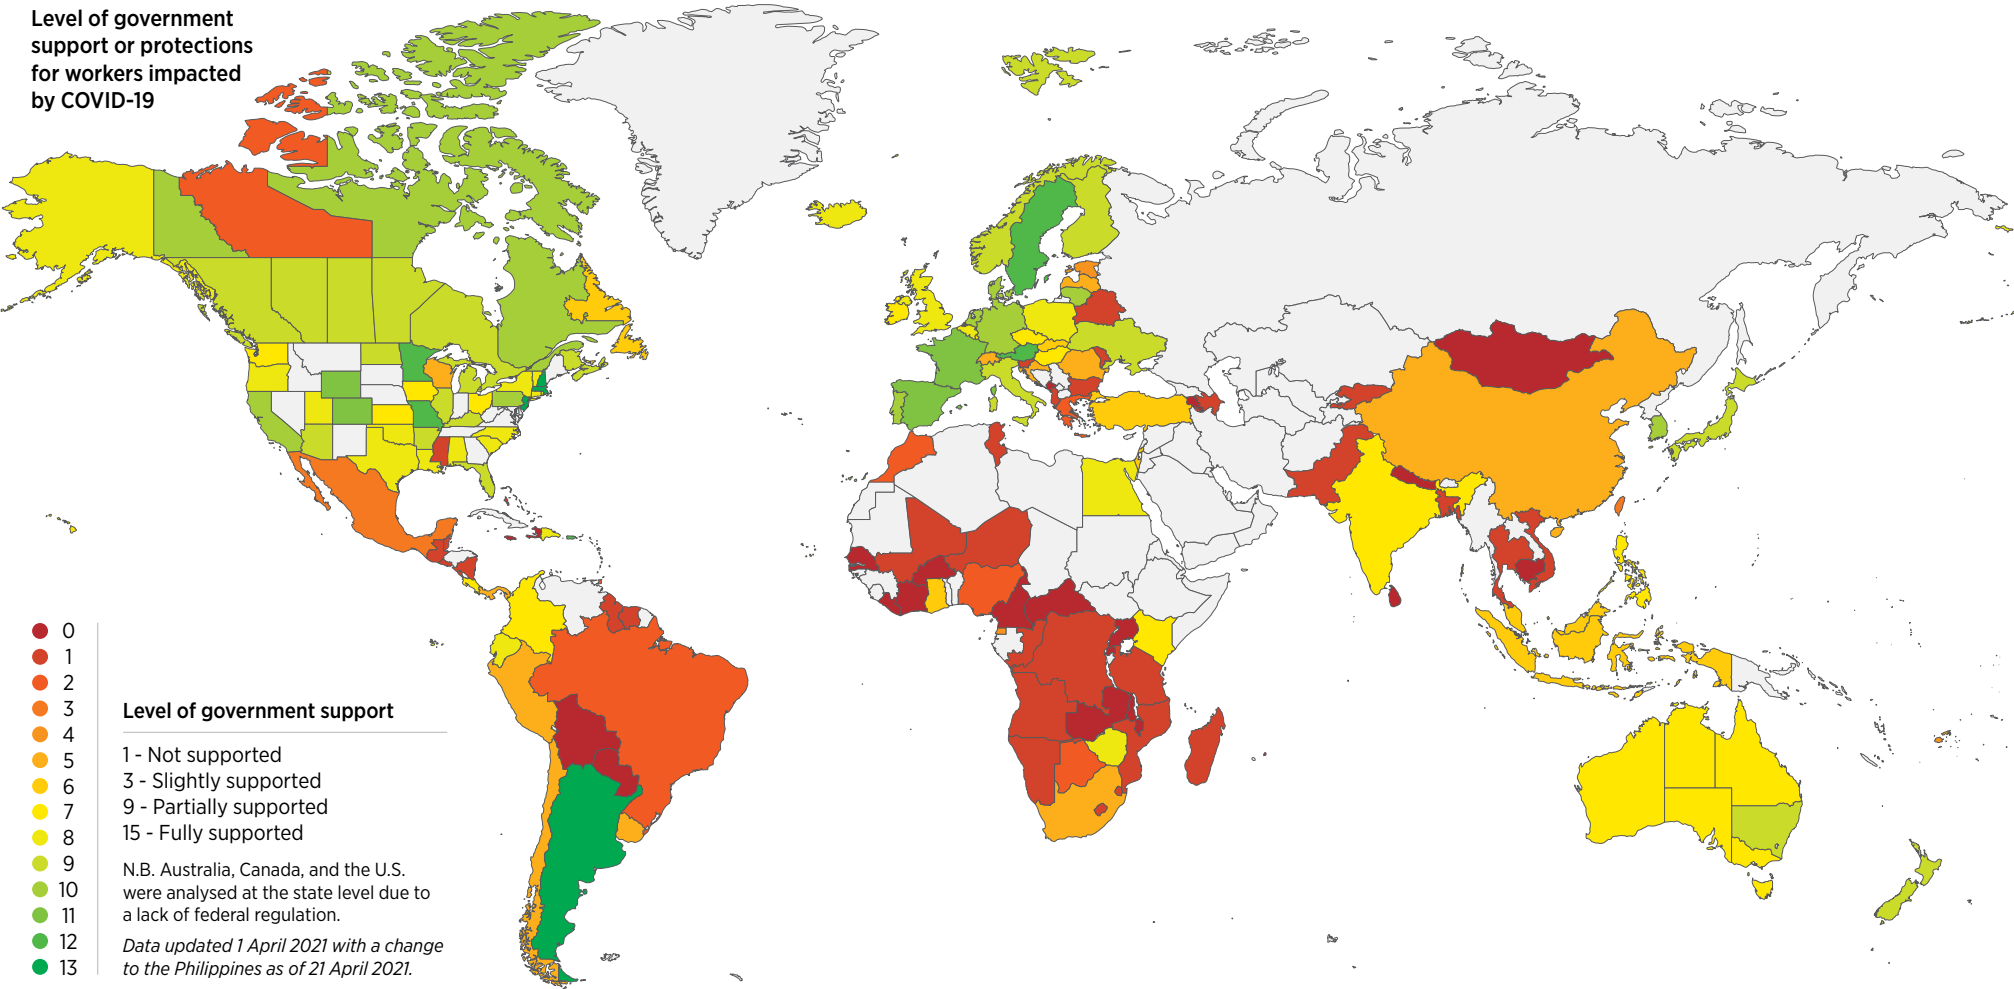 Level of government
support or protections
for workers impacted
by COVID-19
0
1
2
3
4
5
6
7
8
9
10
11
12
13
Level of government support
1 - Not supported
3 - Slightly supported
9 - Partially supported
15 - Fully supported
N.B. Australia, Canada, and the U.S.
were analysed at the state level due to
a lack of federal regulation.
Data updated 1 April 2021 with a change
to the Philippines as of 21 April 2021.